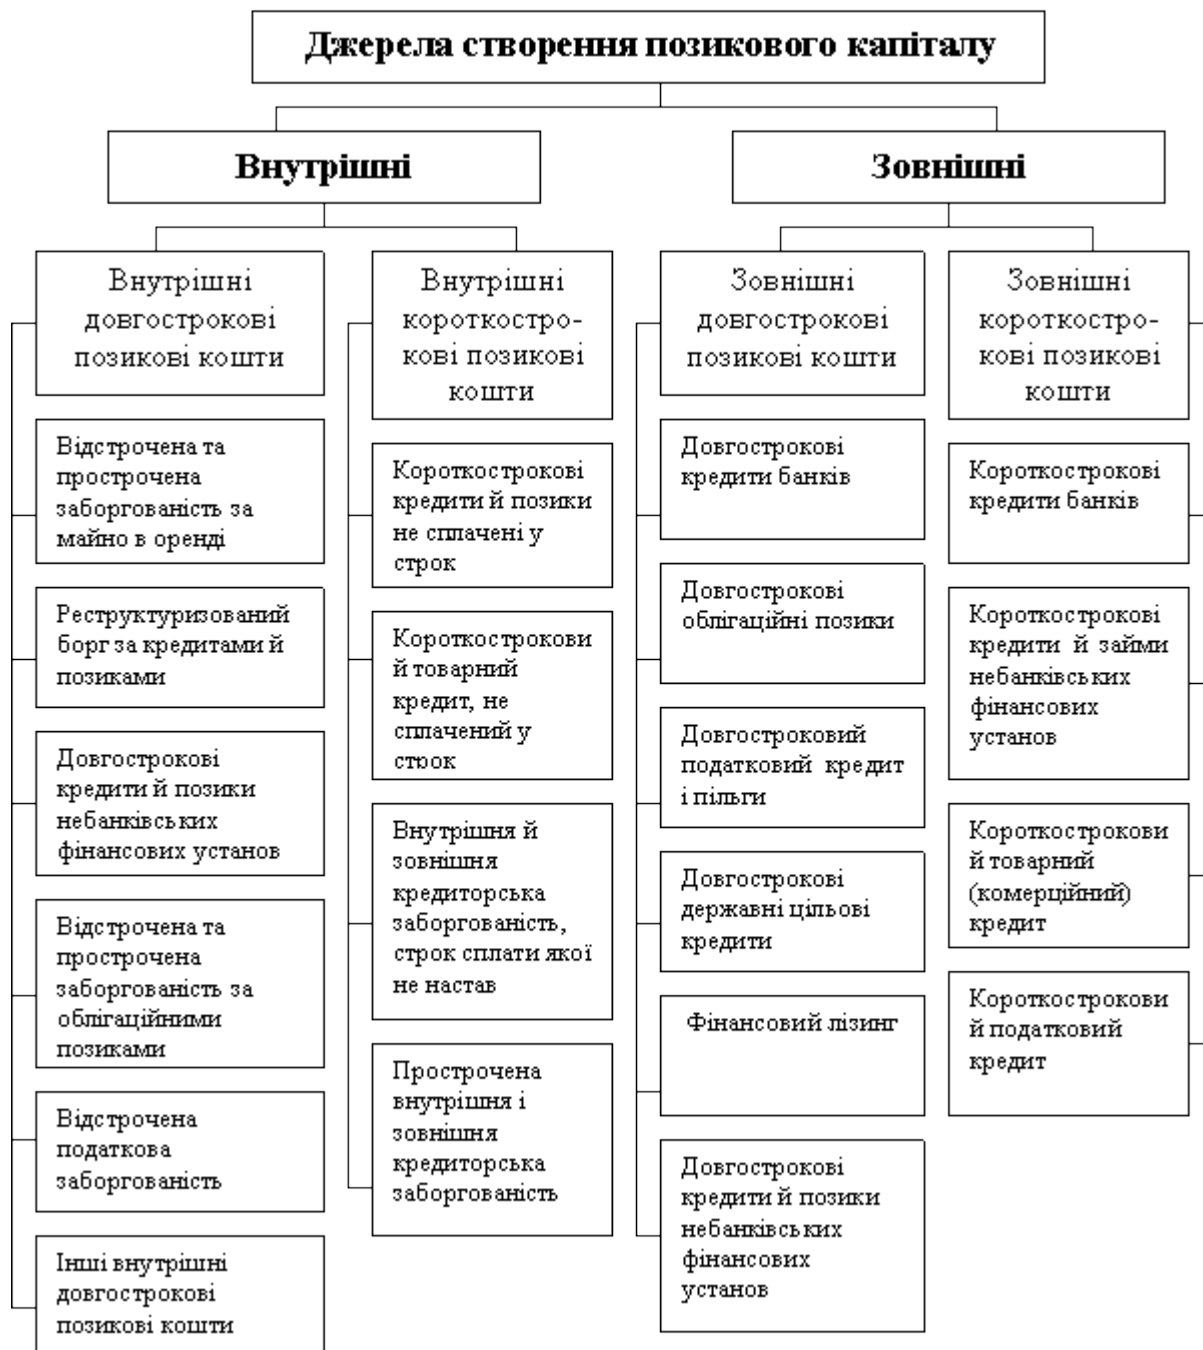 Джерела створення позикового капіталу
Внутрішні
Зовнішні
Внутрішні
довгострокові
позикові кошти
Відстрочена та
прострочена
заборгованість за
майно в оренді
Реструктуризований
борг за кредитами й
позиками
Довгострокові
кредити й позики
небанківських
фінансових установ
Відстрочена та
прострочена
заборгованість за
облігаційними
позиками
Відстрочена
податкова
заборгованість
Інші внутрішні
довгострокові
позикові кошти
Внутрішні
короткостро-
кові позикові
кошти
Короткострокові
кредити й позики
не сплачені у
строк
Короткострокови
й товарний
кредит, не
сплачений у
строк
Внутрішня й
зовнішня
кредиторська
заборгованість,
строк сплати якої
не настав
Прострочена
внутрішня і
зовнішня
кредиторська
заборгованість
Зовнішні
довгострокові
позикові кошти
Довгострокові
кредити банків
Довгострокові
облігаційні позики
Довгостроковий
податковий кредит
і пільги
Довгострокові
державні цільові
кредити
Фінансовий лізинг
Довгострокові
кредити й позики
небанківських
фінансових
установ
Зовнішні
короткостро-
кові позикові
кошти
Короткострокові
кредити банків
Короткострокові
кредити й займи
небанківських
фінансових
установ
Короткострокови
й товарний
(комерційний)
кредит
Короткострокови
й податковий
кредит